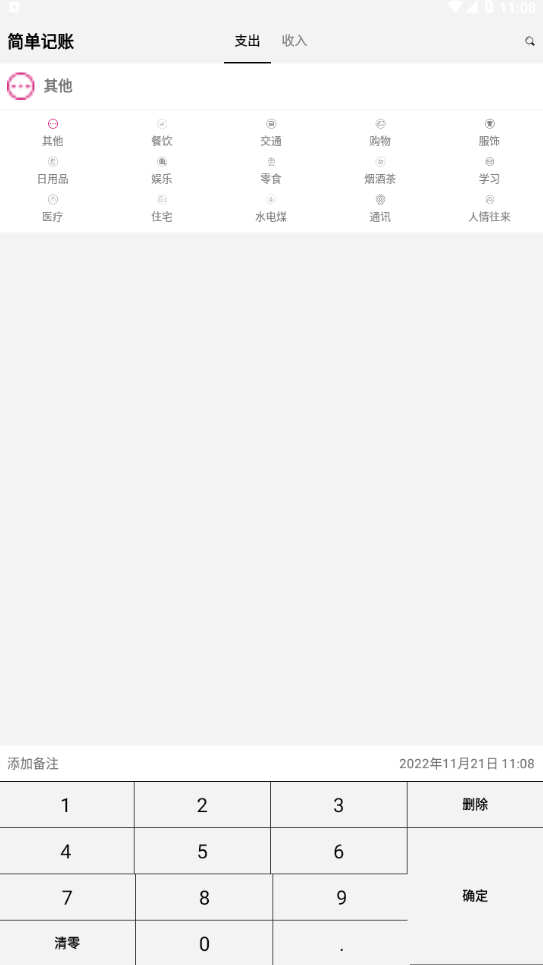 11:08
简单记账 支出 收入
其他
其他 餐饮 交通 购物 服饰
日用品 娱乐 零食 烟酒茶 学习
医疗 住宅 水电煤 通讯 人情往来
添加备注 2022年11月21日 11:08
1 2 3 删除
4 5 6
7 8 9 确定
清零 0 .